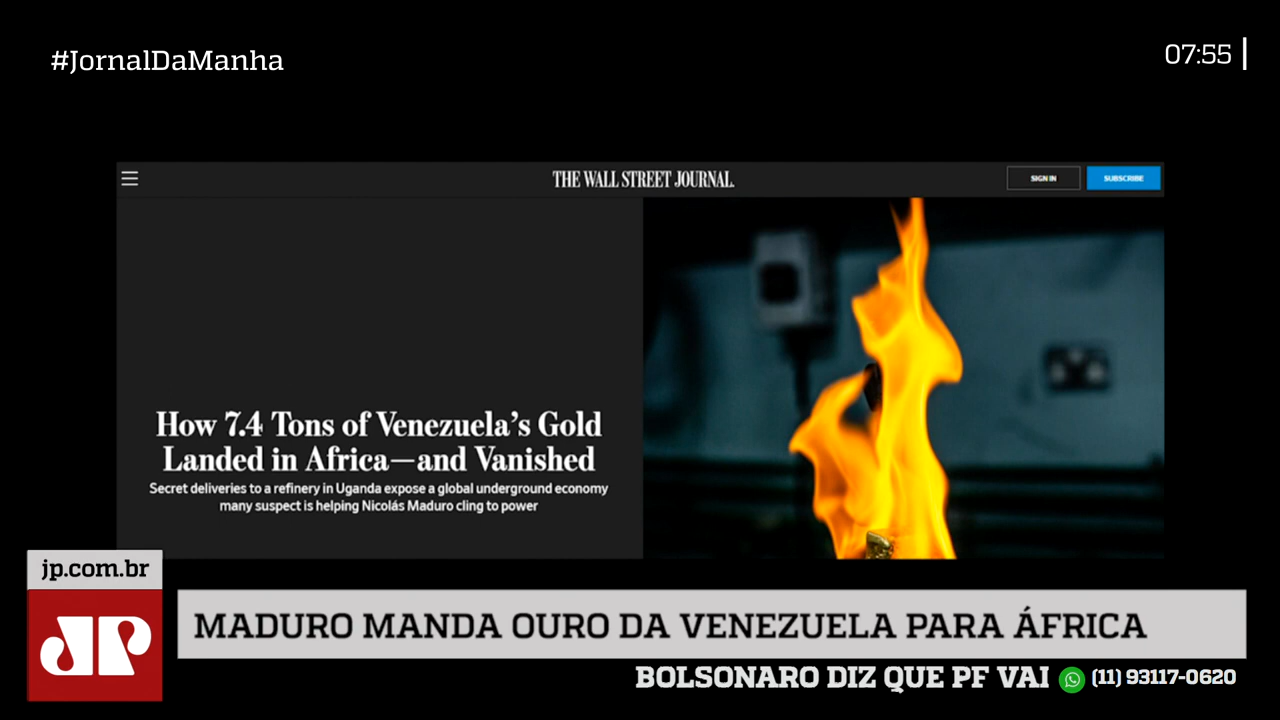 #JornalDaManha
07:55
THE WALL STREET JOURNAL.
SIGN IN
SUBSCRIBE
How 7.4 Tons of Venezuela's Gold
Landed in Africa—and Vanished
Secret deliveries to a refinery in Uganda expose a global underground economy
many suspect is helping Nicolás Maduro cling to power
jp.com.br
JP
MADURO MANDA OURO DA VENEZUELA PARA ÁFRICA
BOLSONARO DIZ QUE PF VAI
(11) 93117-0620